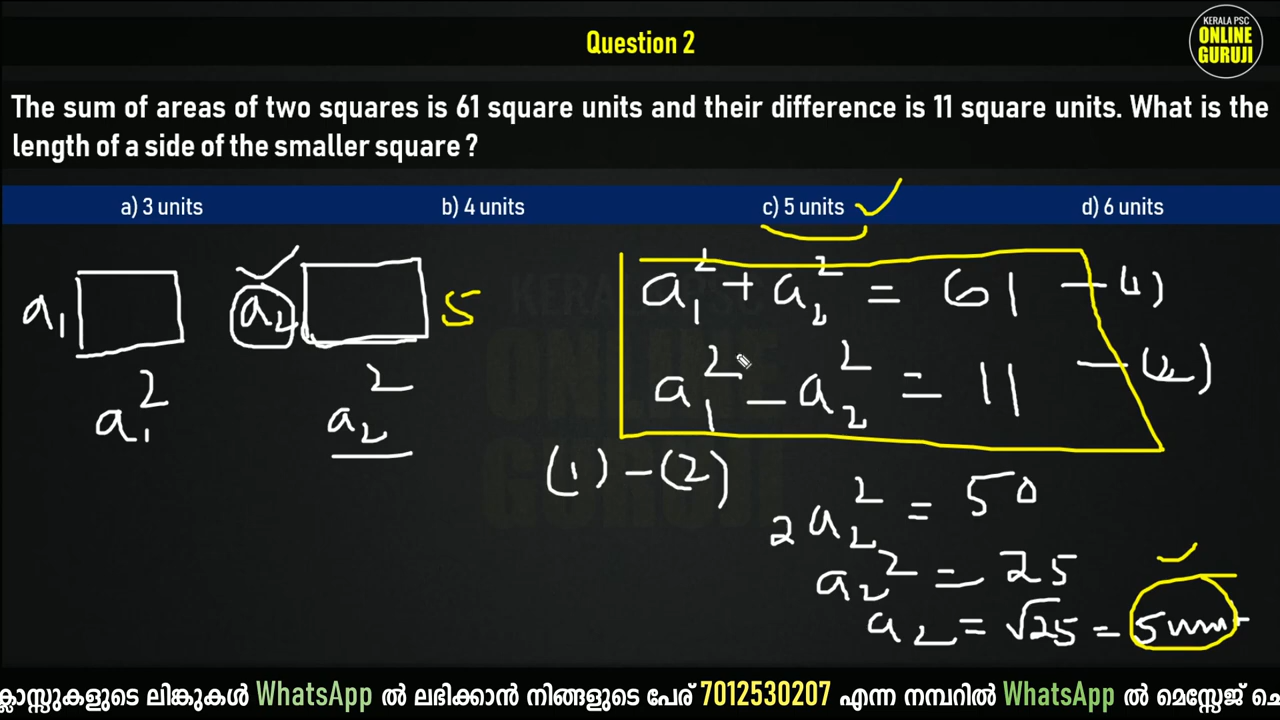 KERALA PSC
ONLINE
GURUJI
Question 2
The sum of areas of two squares is 61 square units and their difference is 11 square units. What is the
length of a side of the smaller square ?
a) 3 units b) 4 units c) 5 units d) 6 units
a₁ a₂ 5
a₁² a₂²
a₁² + a₂² = 61 — (1)
a₁² – a₂² = 11 — (2)
(1) – (2)
2a₂² = 50
a₂² = 25
a₂ = √25 = 5 unit
ക്ലാസ്സുകളുടെ ലിങ്കുകൾ WhatsApp ൽ ലഭിക്കാൻ നിങ്ങളുടെ പേര് 7012530207 എന്ന നമ്പറിൽ WhatsApp ൽ മെസ്സേജ് ചെ